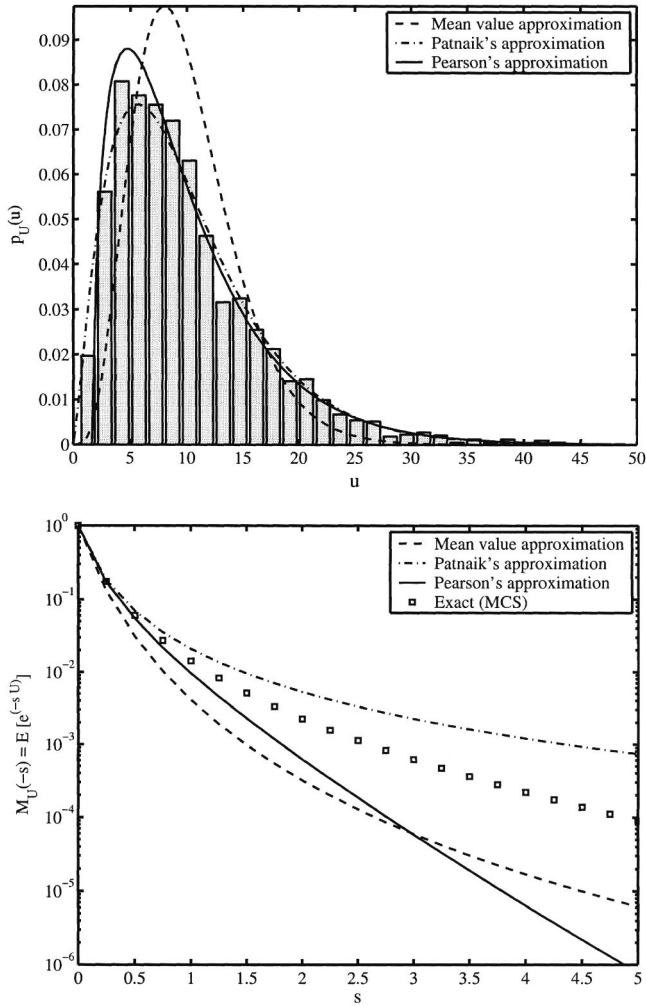 Mean value approximation
Patnaik's approximation
Pearson's approximation
0.09
0.08
0.07
0.06
0.05
0.04
0.03
0.02
0.01
0
p_U(u)
0 5 10 15 20 25 30 35 40 45 50
u
Mean value approximation
Patnaik's approximation
Pearson's approximation
Exact (MCS)
10^0
10^-1
10^-2
10^-3
10^-4
10^-5
10^-6
M_U(-s) = E [e^(-s U)]
0 0.5 1 1.5 2 2.5 3 3.5 4 4.5 5
s